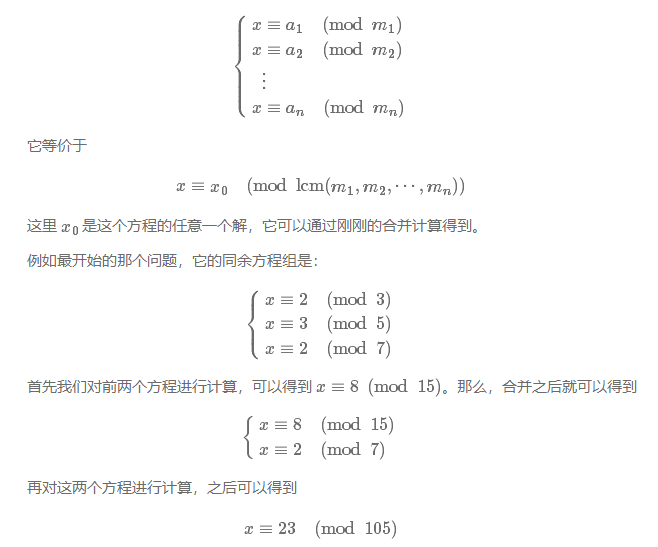 x ≡ a₁ (mod m₁)
x ≡ a₂ (mod m₂)
⋮
x ≡ aₙ (mod mₙ)
它等价于
x ≡ x₀ (mod lcm(m₁, m₂, ⋯, mₙ))
这里 x₀ 是这个方程的任意一个解，它可以通过刚刚的合并计算得到。
例如最开始的那个问题，它的同余方程组是：
x ≡ 2 (mod 3)
x ≡ 3 (mod 5)
x ≡ 2 (mod 7)
首先我们对前两个方程进行计算，可以得到 x ≡ 8 (mod 15)。那么，合并之后就可以得到
x ≡ 8 (mod 15)
x ≡ 2 (mod 7)
再对这两个方程进行计算，之后可以得到
x ≡ 23 (mod 105)